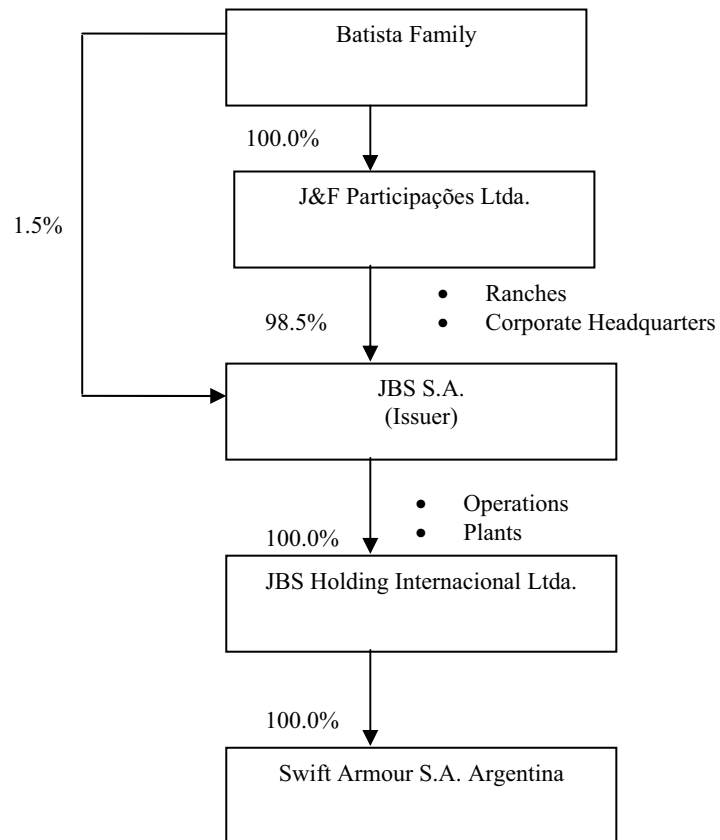 Batista Family
100.0%
J&F Participações Ltda.
1.5%
• Ranches
98.5%
• Corporate Headquarters
JBS S.A.
(Issuer)
• Operations
• Plants
100.0%
JBS Holding Internacional Ltda.
100.0%
Swift Armour S.A. Argentina